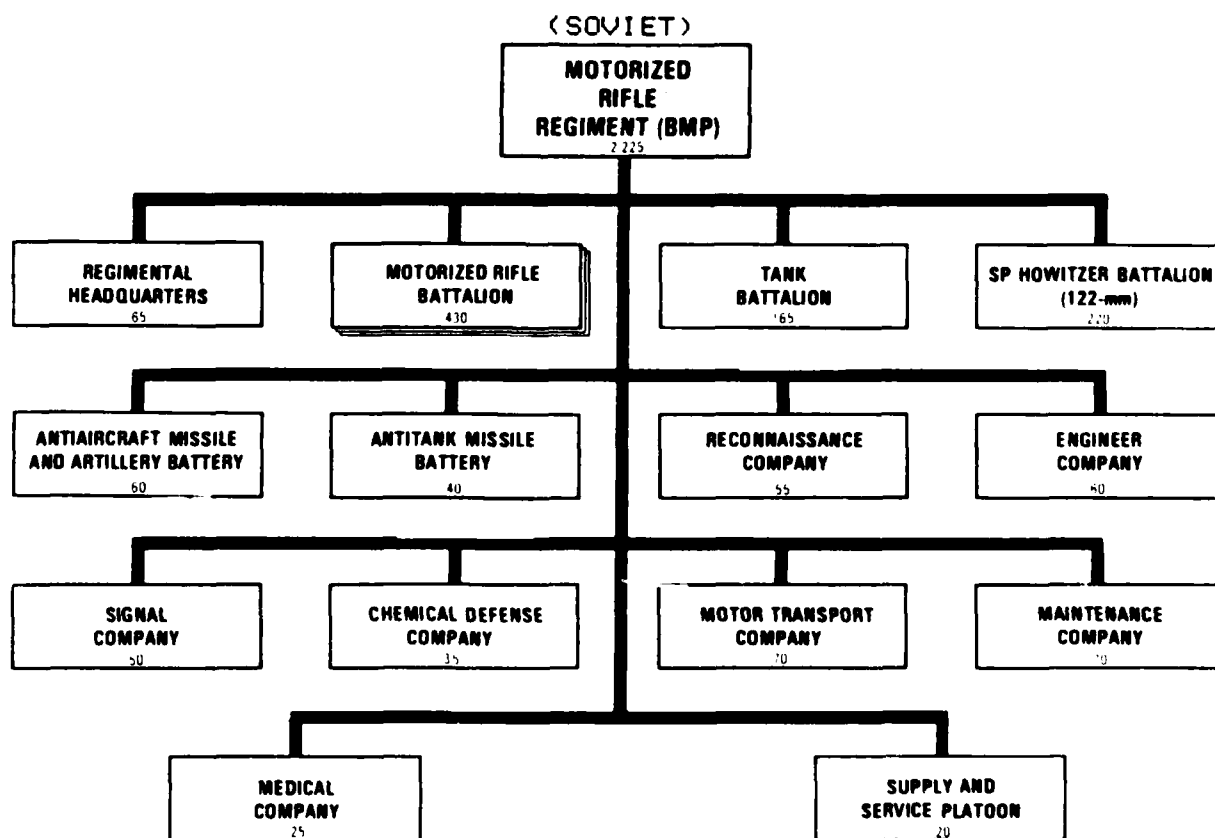 (SOVIET)
MOTORIZED
RIFLE
REGIMENT (BMP)
2 225
REGIMENTAL
HEADQUARTERS
65
MOTORIZED RIFLE
BATTALION
430
TANK
BATTALION
165
SP HOWITZER BATTALION
(122-mm)
220
ANTIAIRCRAFT MISSILE
AND ARTILLERY BATTERY
60
ANTITANK MISSILE
BATTERY
40
RECONNAISSANCE
COMPANY
55
ENGINEER
COMPANY
60
SIGNAL
COMPANY
50
CHEMICAL DEFENSE
COMPANY
35
MOTOR TRANSPORT
COMPANY
70
MAINTENANCE
COMPANY
70
MEDICAL
COMPANY
25
SUPPLY AND
SERVICE PLATOON
20